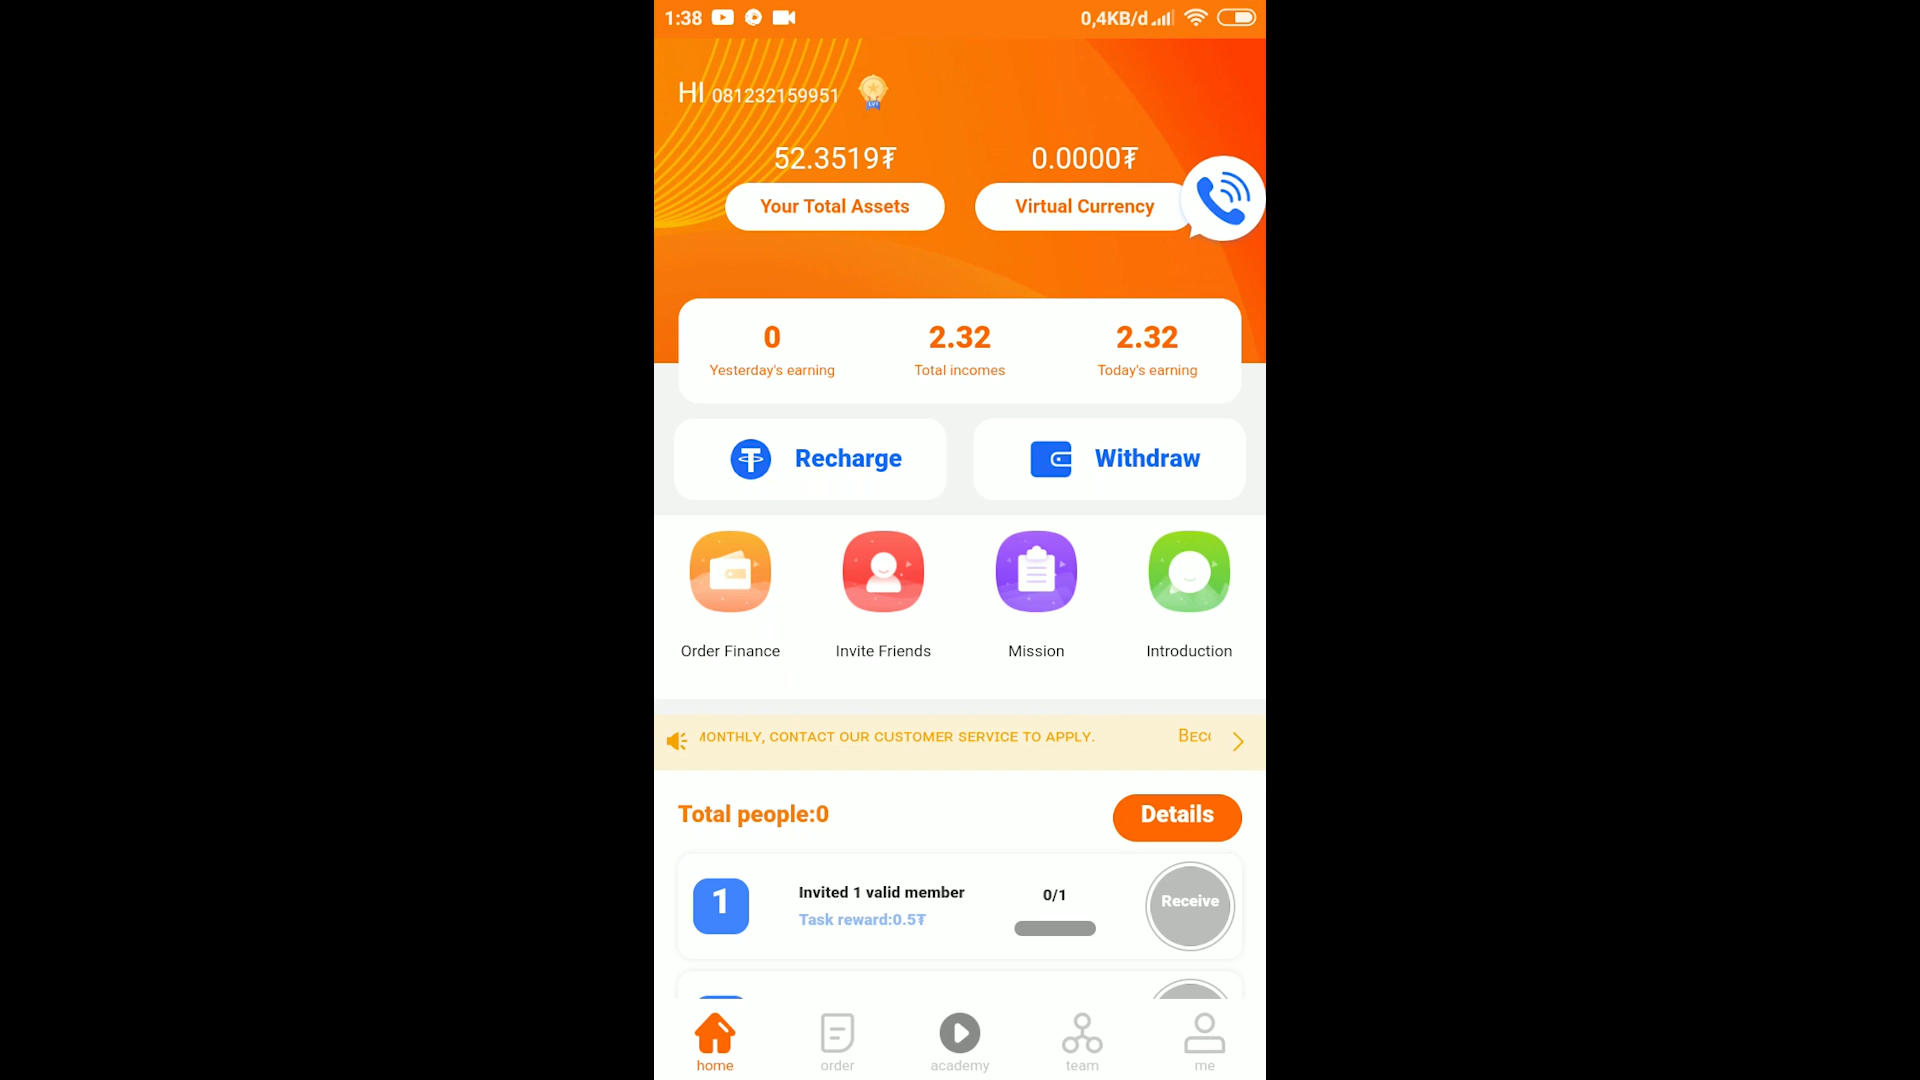 1:38
0,4KB/d
HI 081232159951
LV1
52.3519₮
0.0000₮
Your Total Assets
Virtual Currency
0
2.32
2.32
Yesterday's earning
Total incomes
Today's earning
Recharge
Withdraw
Order Finance
Invite Friends
Mission
Introduction
MONTHLY, CONTACT OUR CUSTOMER SERVICE TO APPLY.
Total people:0
Details
1
Invited 1 valid member
0/1
Receive
Task reward:0.5₮
home
order
academy
team
me